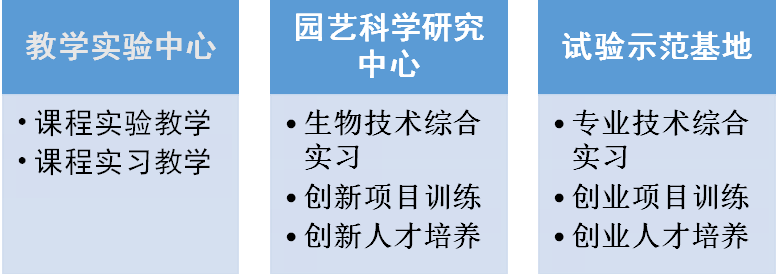 教学实验中心
• 课程实验教学
• 课程实习教学
园艺科学研究
中心
• 生物技术综合
实习
• 创新项目训练
• 创新人才培养
试验示范基地
• 专业技术综合
实习
• 创业项目训练
• 创业人才培养